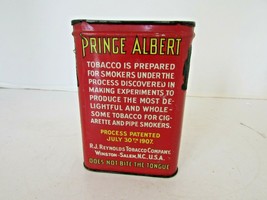 PRINCE ALBERT
TOBACCO IS PREPARED
FOR SMOKERS UNDER THE
PROCESS DISCOVERED IN
MAKING EXPERIMENTS TO
PRODUCE THE MOST DE-
LIGHTFUL AND WHOLE-
SOME TOBACCO FOR CIG-
ARETTE AND PIPE SMOKERS.
PROCESS PATENTED
JULY 30TH 1907.
R.J. REYNOLDS TOBACCO COMPANY
WINSTON-SALEM, N.C. U.S.A.
DOES NOT BITE THE TONGUE